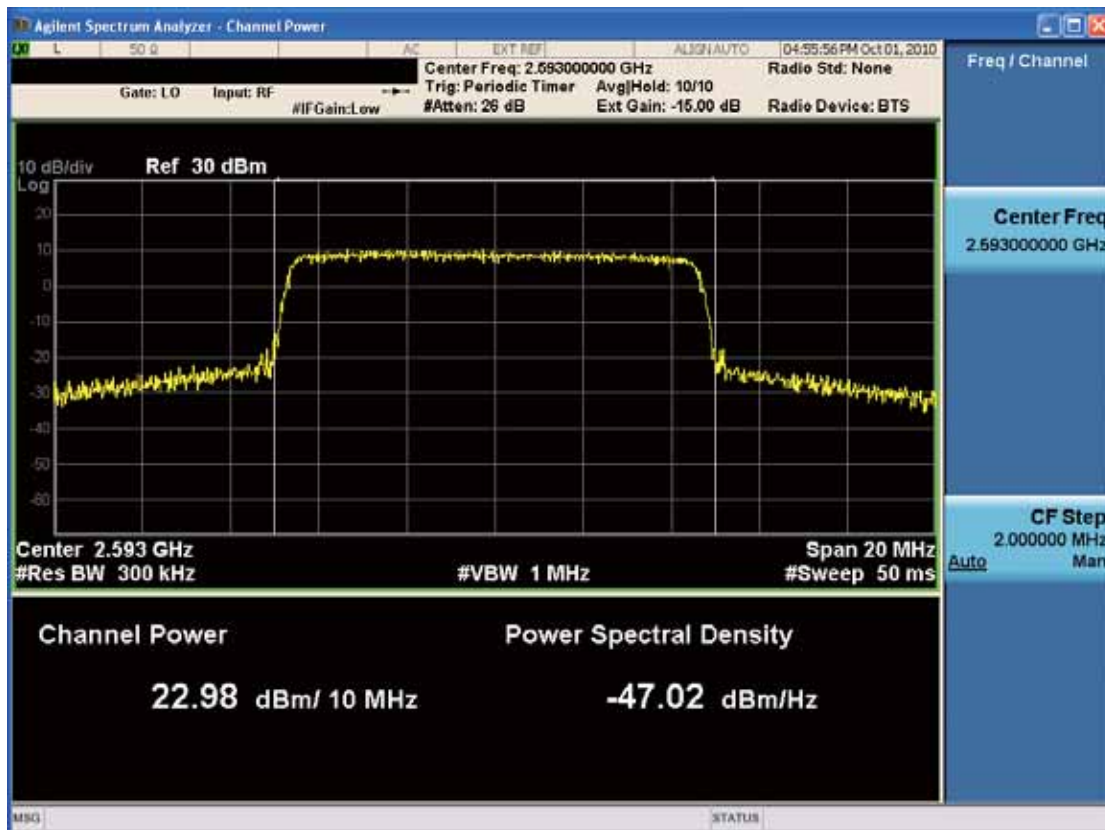 Agilent Spectrum Analyzer - Channel Power
L 50 Ω AC EXT REF ALIGN AUTO 04:55:56 PM Oct 01, 2010
Center Freq: 2.593000000 GHz Radio Std: None
Gate: LO Input: RF Trig: Periodic Timer Avg|Hold: 10/10
#IFGain:Low #Atten: 26 dB Ext Gain: -15.00 dB Radio Device: BTS
10 dB/div Ref 30 dBm
Log
20
10
0
-10
-20
-30
-40
-50
-60
Center 2.593 GHz Span 20 MHz
#Res BW 300 kHz #VBW 1 MHz #Sweep 50 ms
Channel Power Power Spectral Density
22.98 dBm/ 10 MHz -47.02 dBm/Hz
MSG STATUS
Freq / Channel
Center Freq
2.593000000 GHz
CF Step
2.000000 MHz
Auto Man